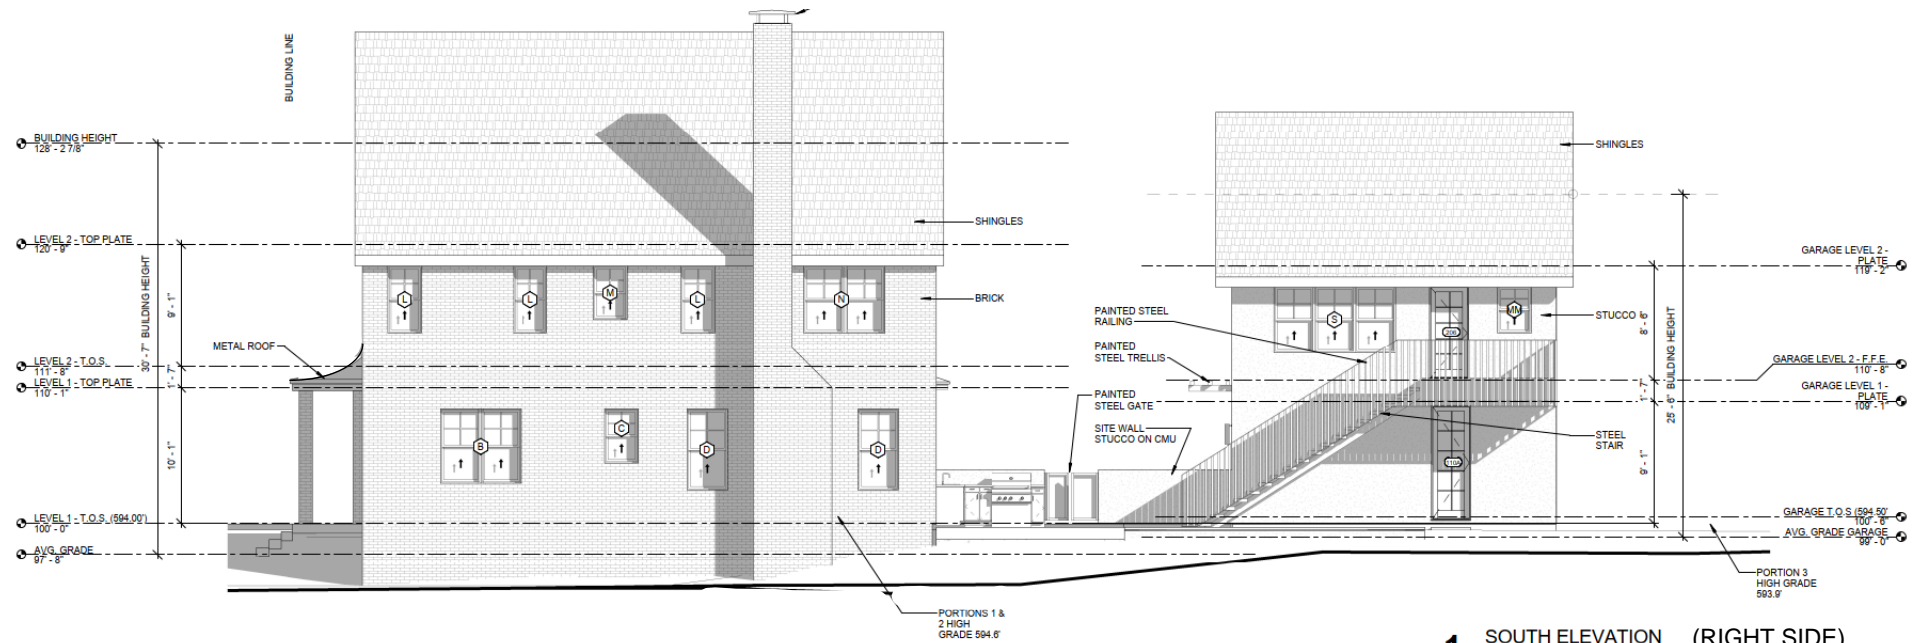 BUILDING LINE
BUILDING HEIGHT
128' - 2 7/8"
LEVEL 2 - TOP PLATE
120' - 9"
30' - 7" BUILDING HEIGHT
9' - 1"
METAL ROOF
LEVEL 2 - T.O.S.
111' - 8"
1' - 7"
LEVEL 1 - TOP PLATE
110' - 1"
10' - 1"
LEVEL 1 - T.O.S. (594.00')
100' - 0"
AVG. GRADE
97' - 8"
L
L
M
L
N
B
C
D
D
SHINGLES
BRICK
PAINTED STEEL
RAILING
PAINTED
STEEL TRELLIS
PAINTED
STEEL GATE
SITE WALL
STUCCO ON CMU
PORTIONS 1 &
2 HIGH
GRADE 594.6'
S
206
MM
110A
SHINGLES
STUCCO
STEEL
STAIR
8' - 6"
1' - 7"
9' - 1"
25' - 6" BUILDING HEIGHT
GARAGE LEVEL 2 -
PLATE
119' - 2"
GARAGE LEVEL 2 - F.F.E.
110' - 8"
GARAGE LEVEL 1 -
PLATE
109' - 1"
GARAGE T.O.S (594.50'
100' - 6"
AVG. GRADE GARAGE
99' - 0"
PORTION 3
HIGH GRADE
593.9'
SOUTH ELEVATION (RIGHT SIDE)